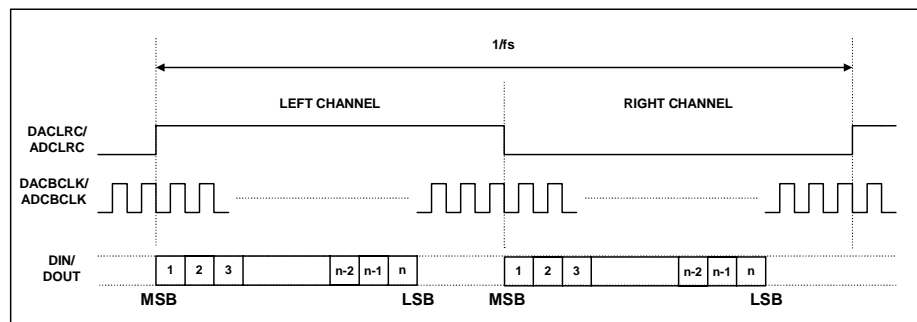 1/fs
LEFT CHANNEL
RIGHT CHANNEL
DACLRC/
ADCLRC
DACBCLK/
ADCBCLK
DIN/
DOUT
1 2 3 n-2 n-1 n 1 2 3 n-2 n-1 n
MSB LSB MSB LSB